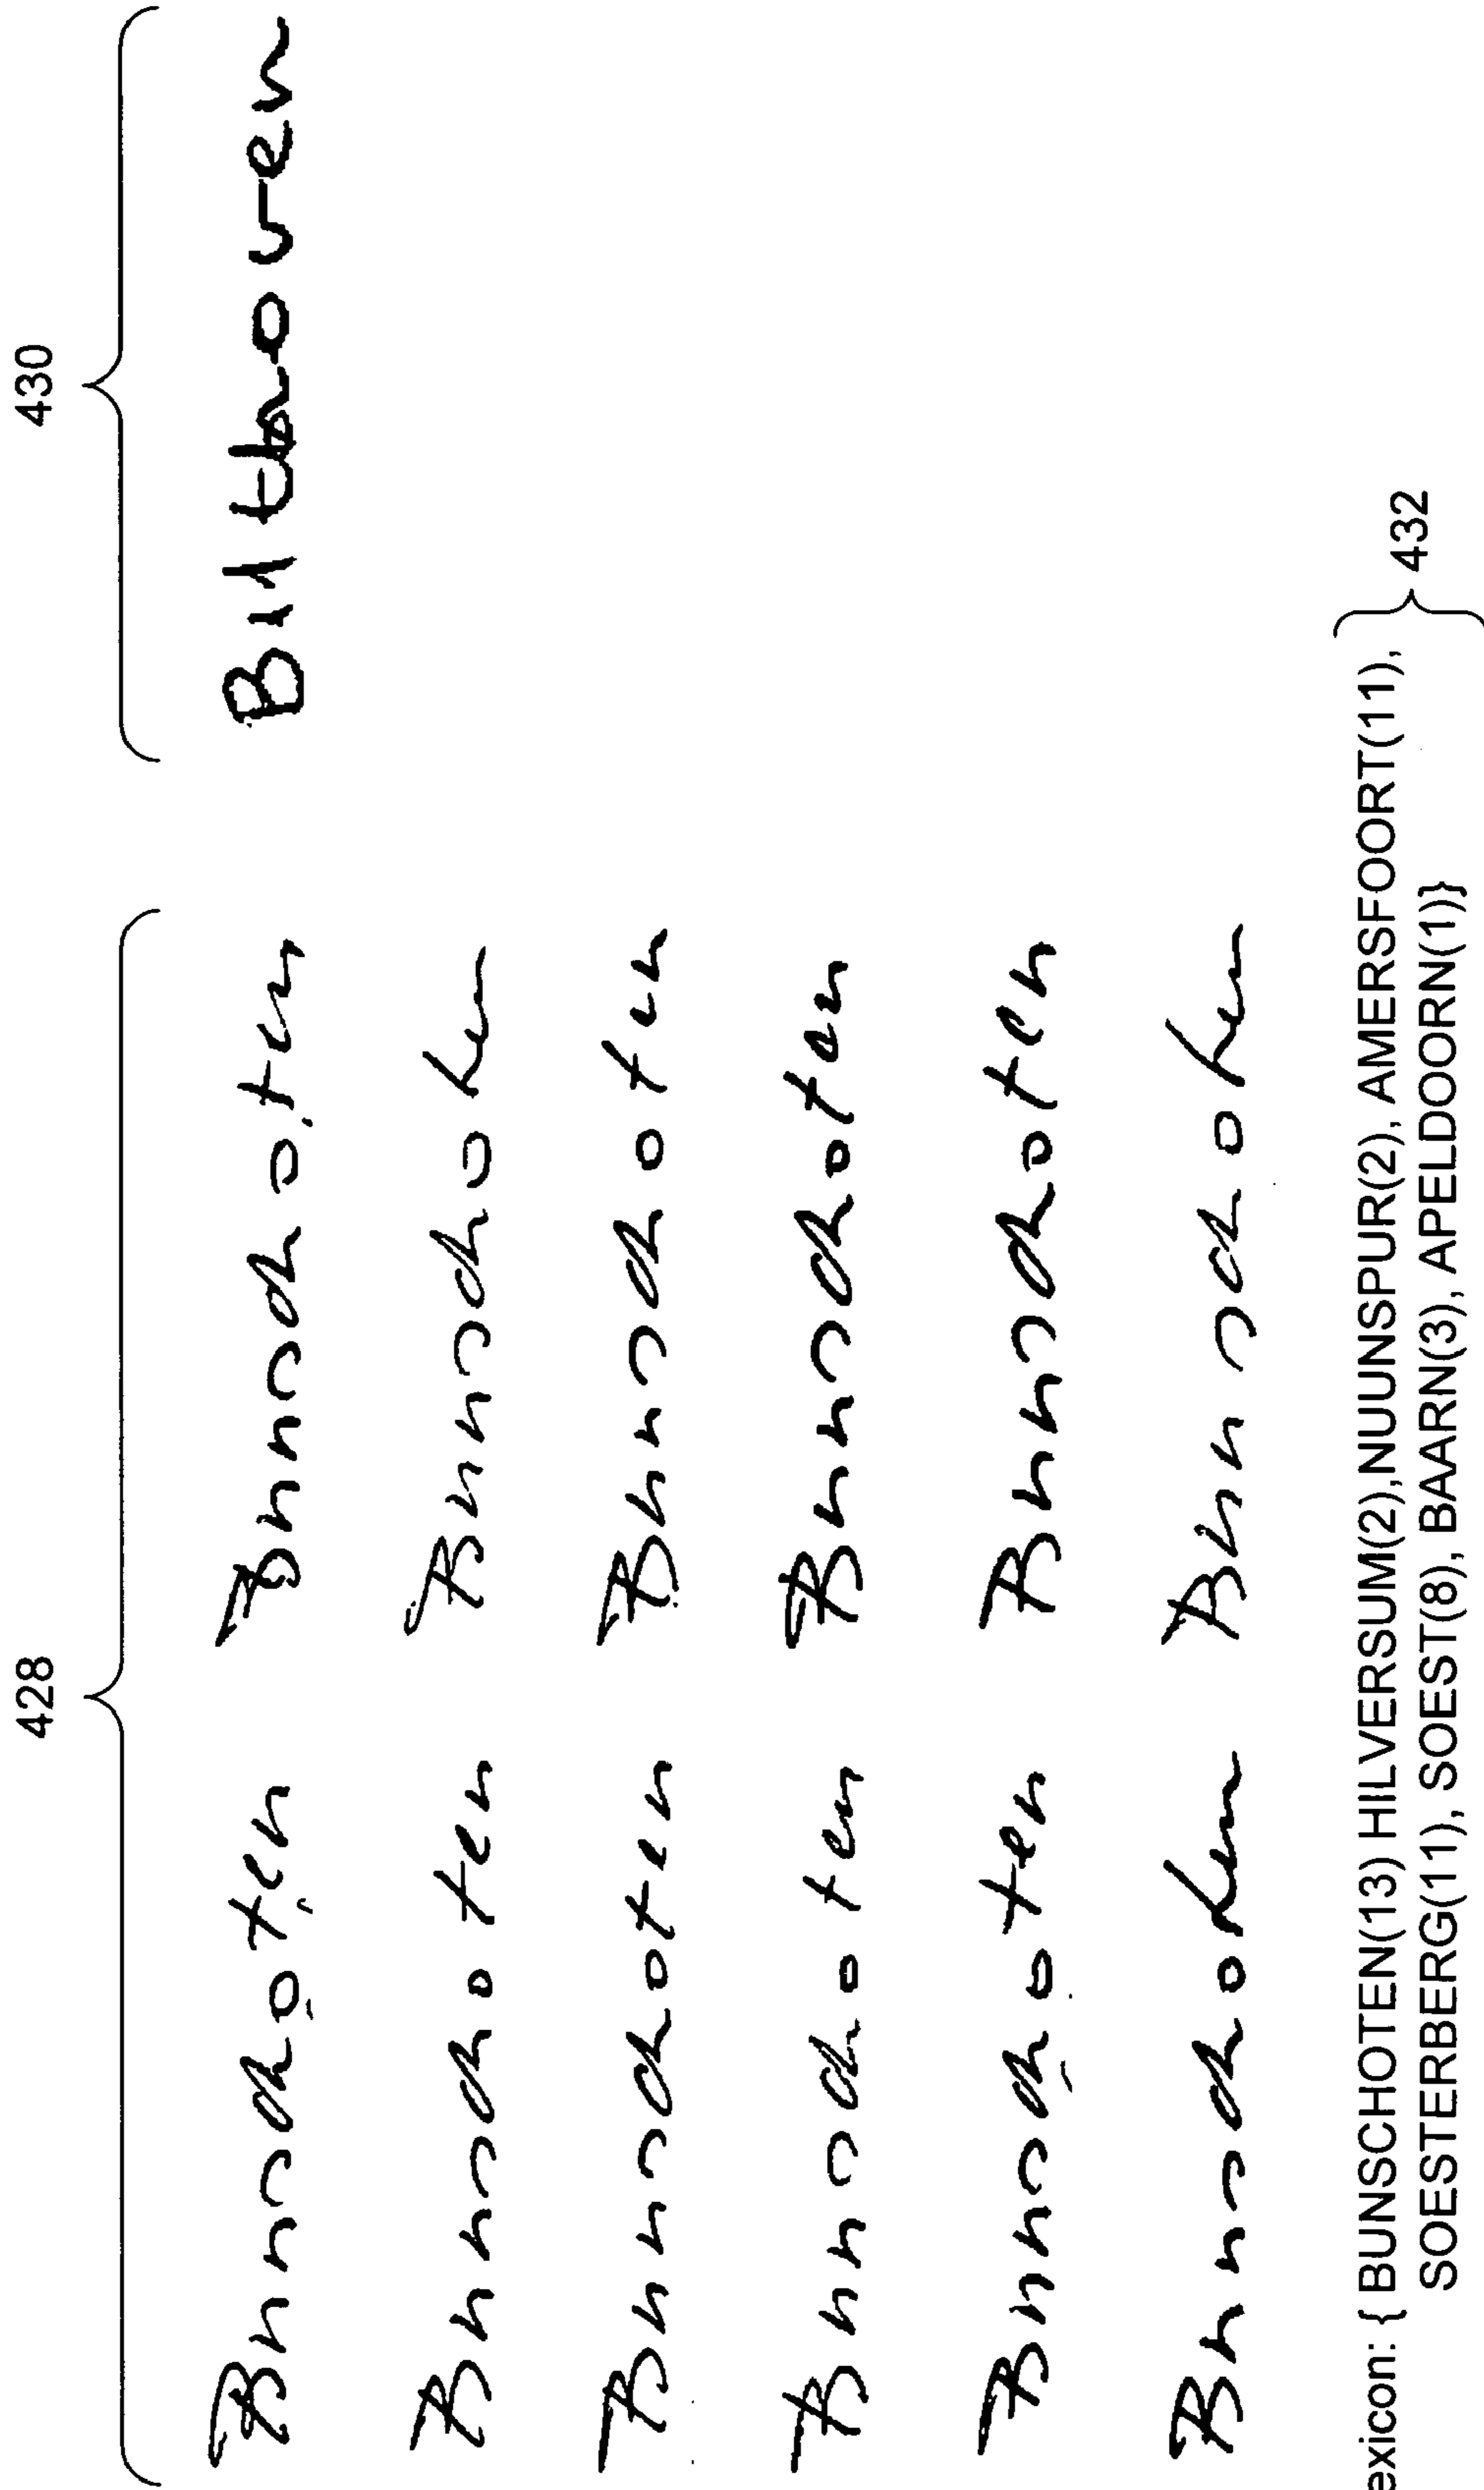 428 430
Bunschoten Bunschoten Bilthoven
Bunschoten Bunschoten
Bunschoten Bunschoten
Bunschoten Bunschoten
Bunschoten Bunschoten
Bunschoten Bunschoten
exicon: { BUNSCHOTEN(13) HILVERSUM(2),NUUNSPUR(2), AMERSFOORT(11),
SOESTERBERG(11), SOEST(8), BAARN(3), APELDOORN(1)}
432